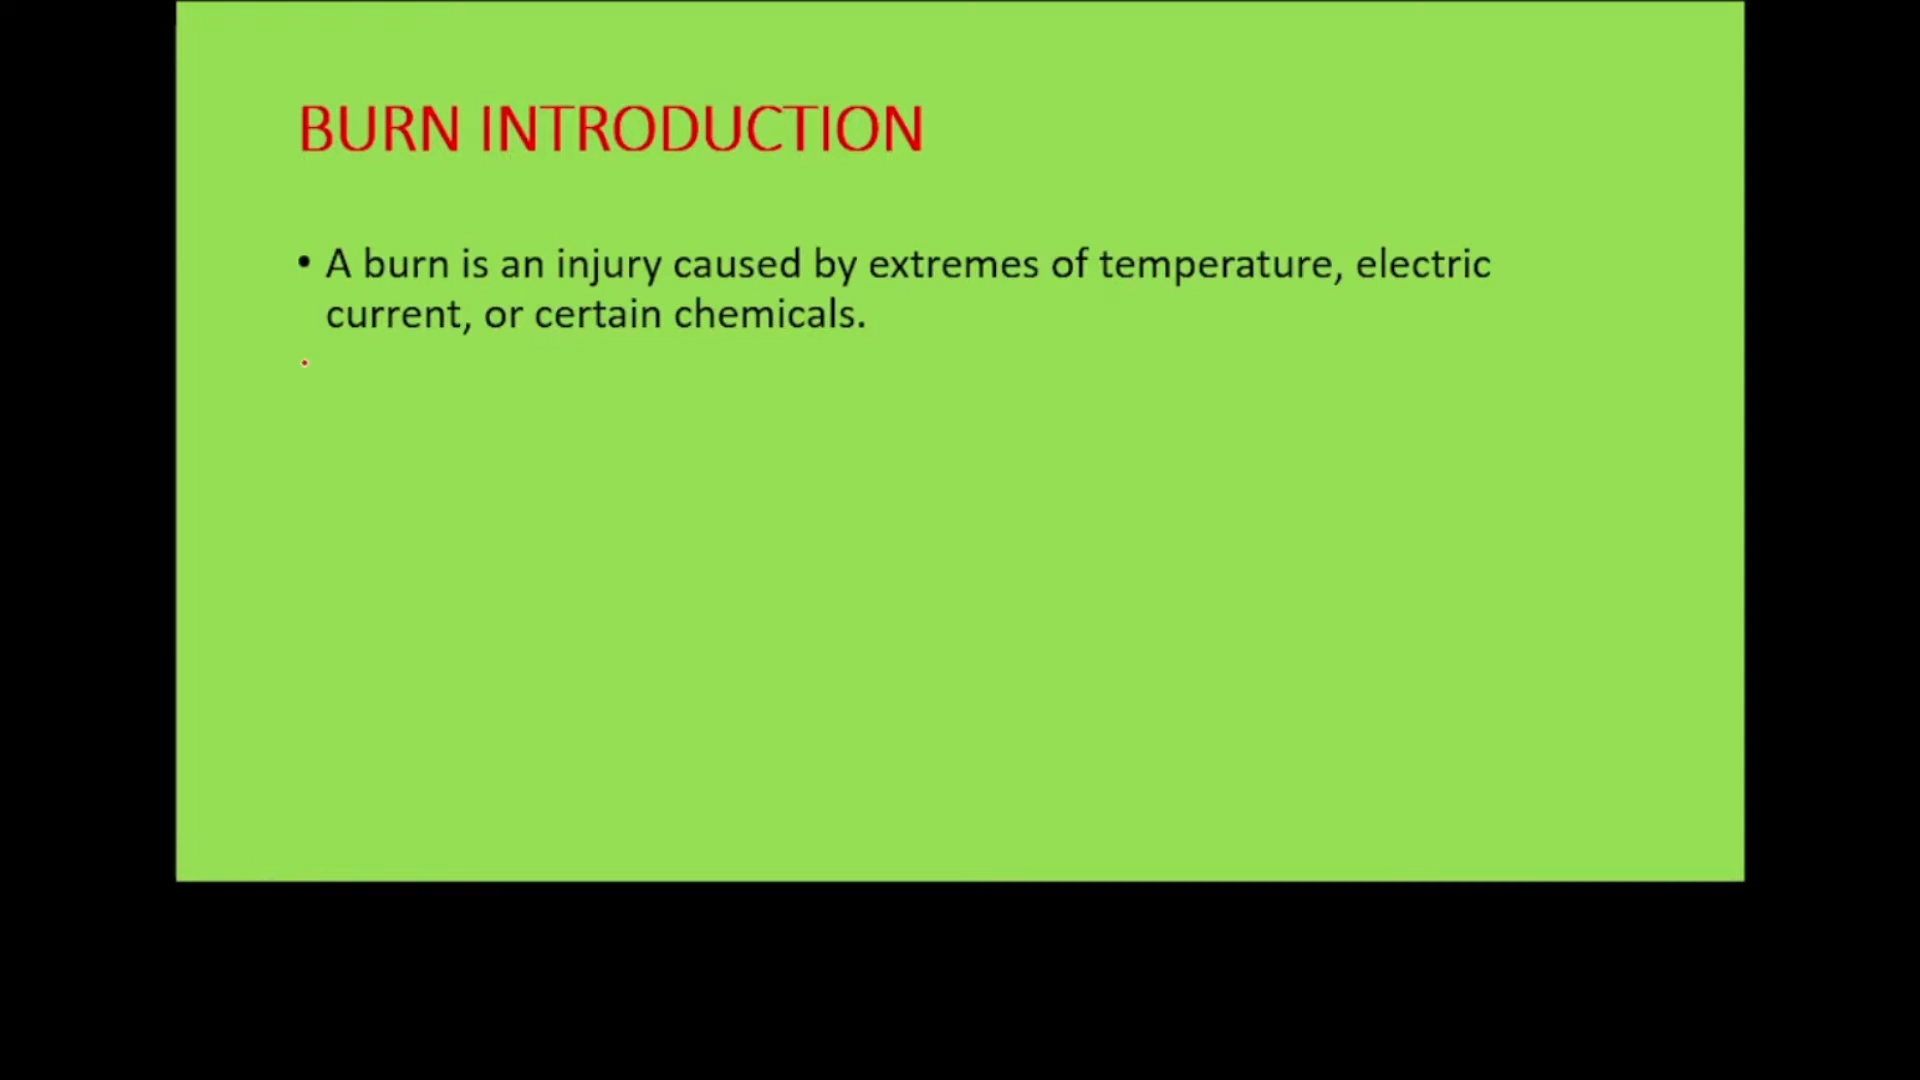 BURN INTRODUCTION
• A burn is an injury caused by extremes of temperature, electric
current, or certain chemicals.